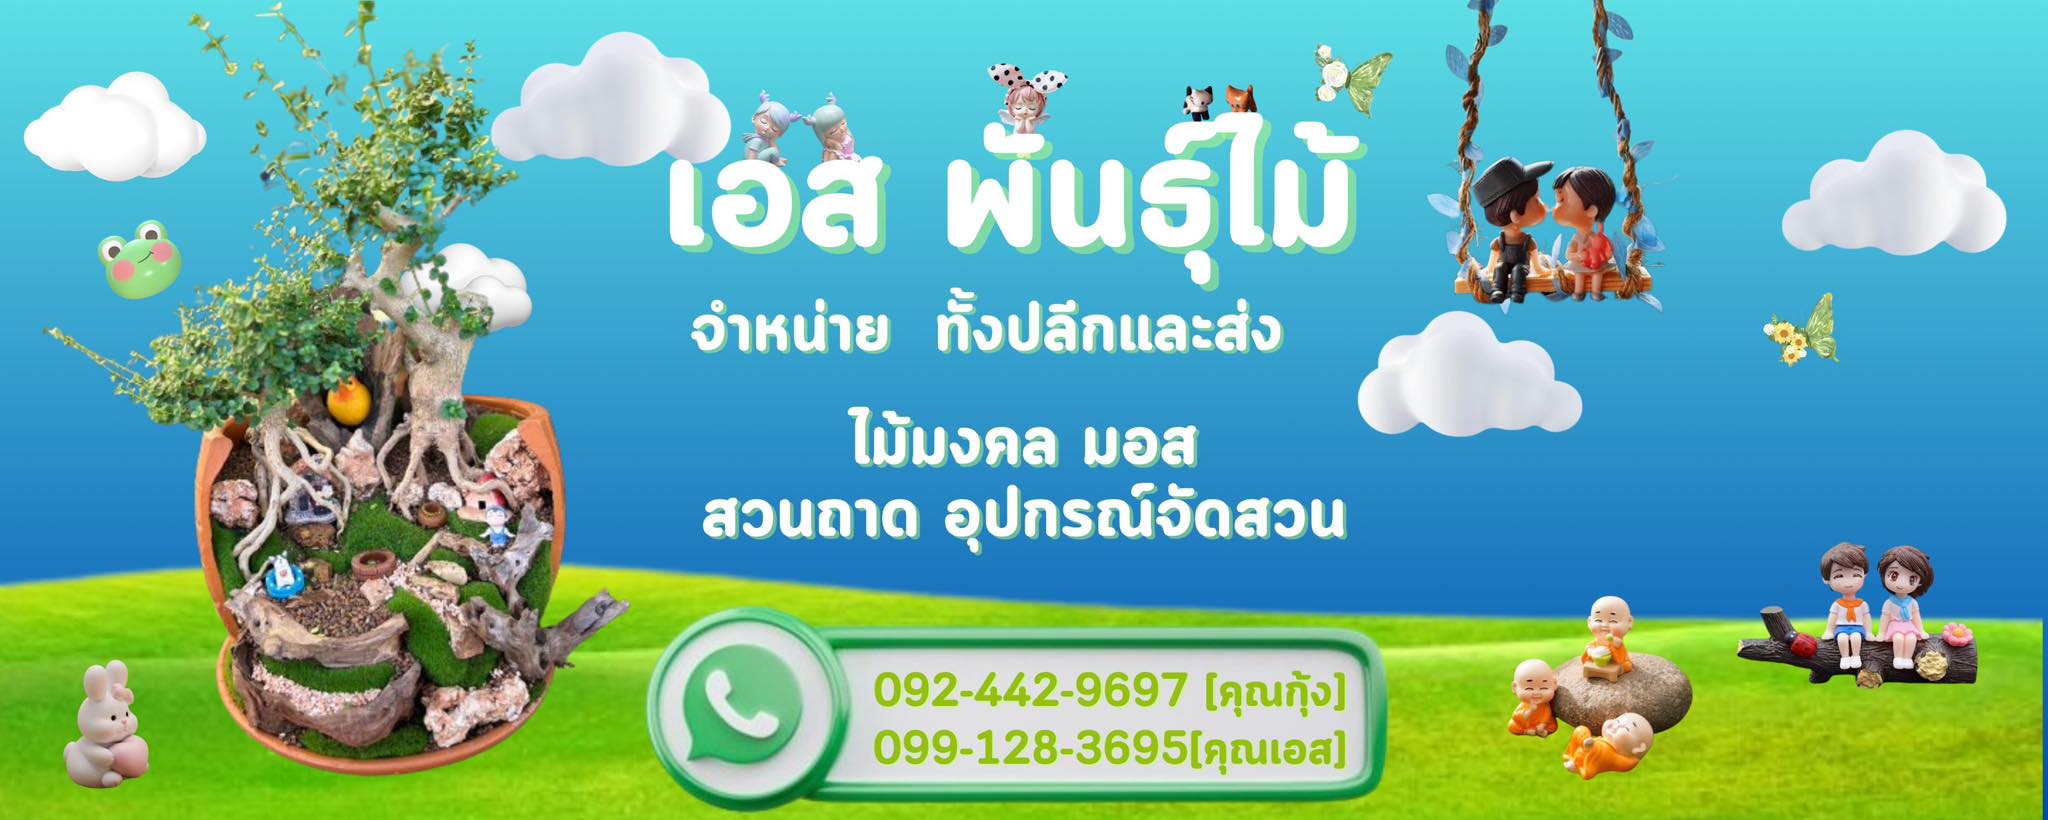 เอส พันธุ์ไม้
จำหน่าย ทั้งปลีกและส่ง
ไม้มงคล มอส
สวนถาด อุปกรณ์จัดสวน
092-442-9697 [คุณกุ้ง]
099-128-3695[คุณเอส]